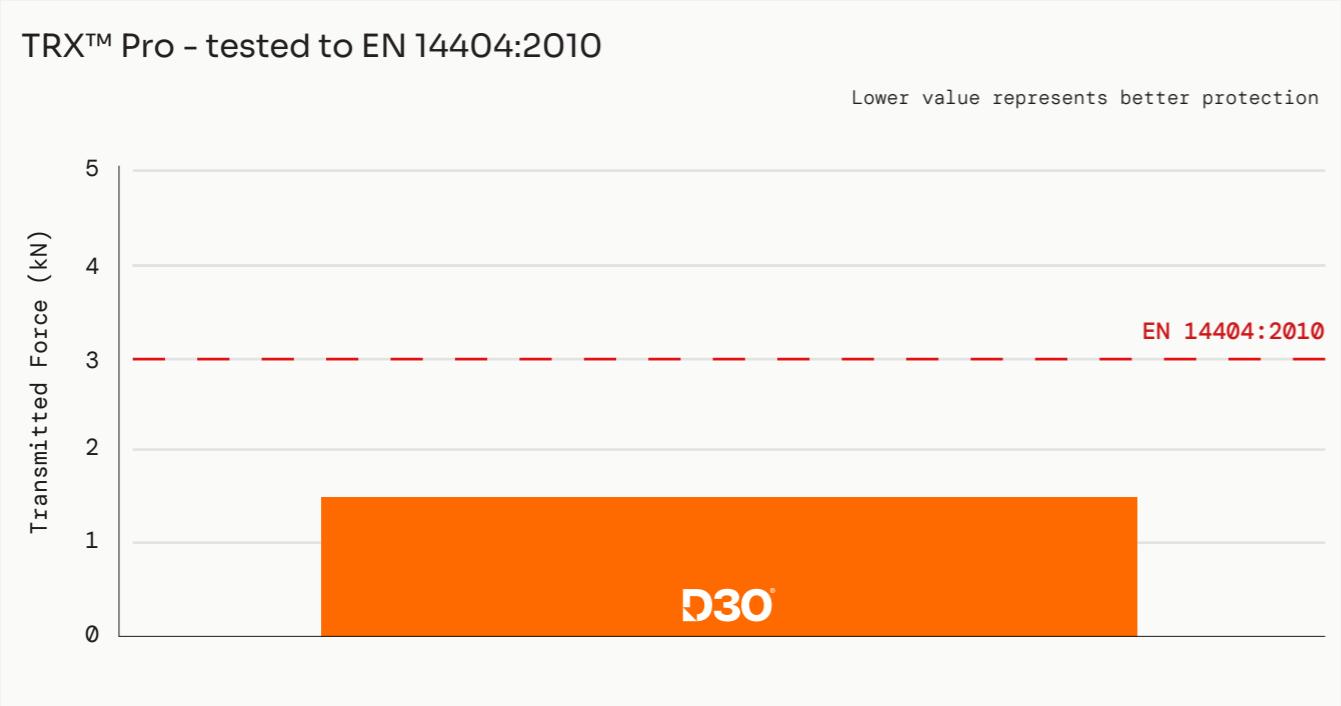 TRX™ Pro - tested to EN 14404:2010
Lower value represents better protection
Transmitted Force (kN)
5
4
EN 14404:2010
3
2
1
0
D3O®